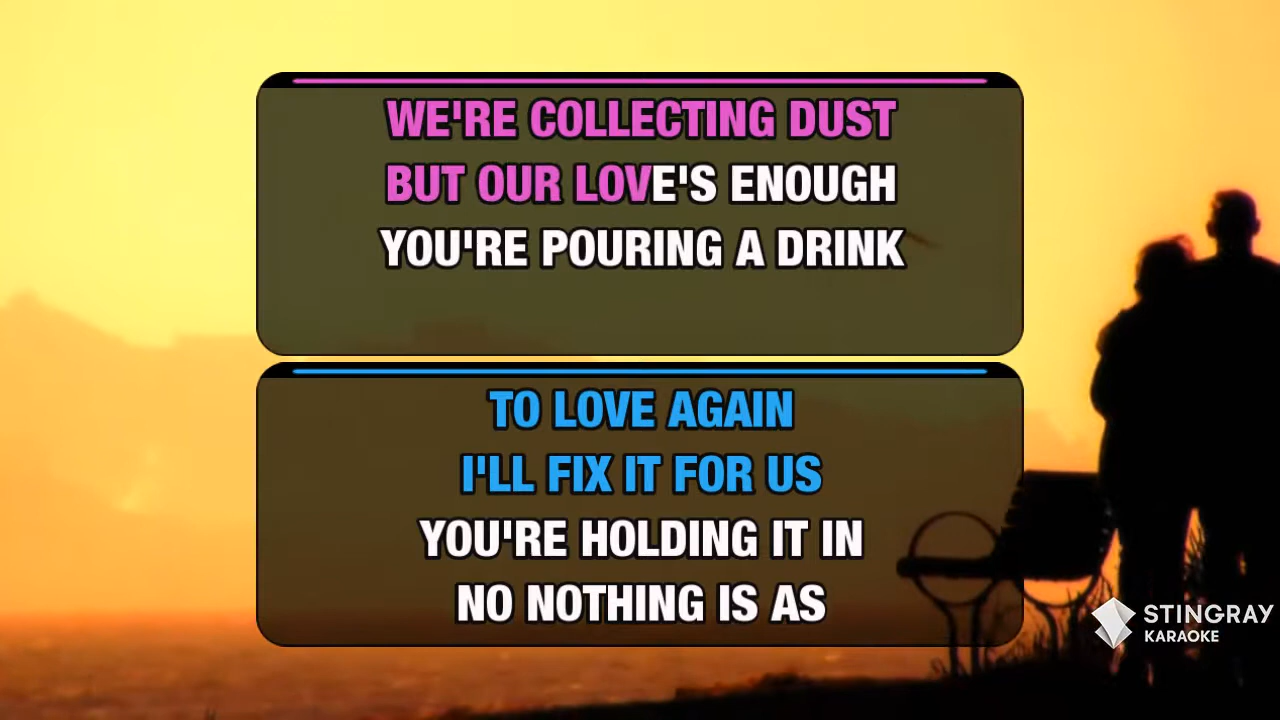 WE'RE COLLECTING DUST
BUT OUR LOVE'S ENOUGH
YOU'RE POURING A DRINK
TO LOVE AGAIN
I'LL FIX IT FOR US
YOU'RE HOLDING IT IN
NO NOTHING IS AS
STINGRAY
KARAOKE